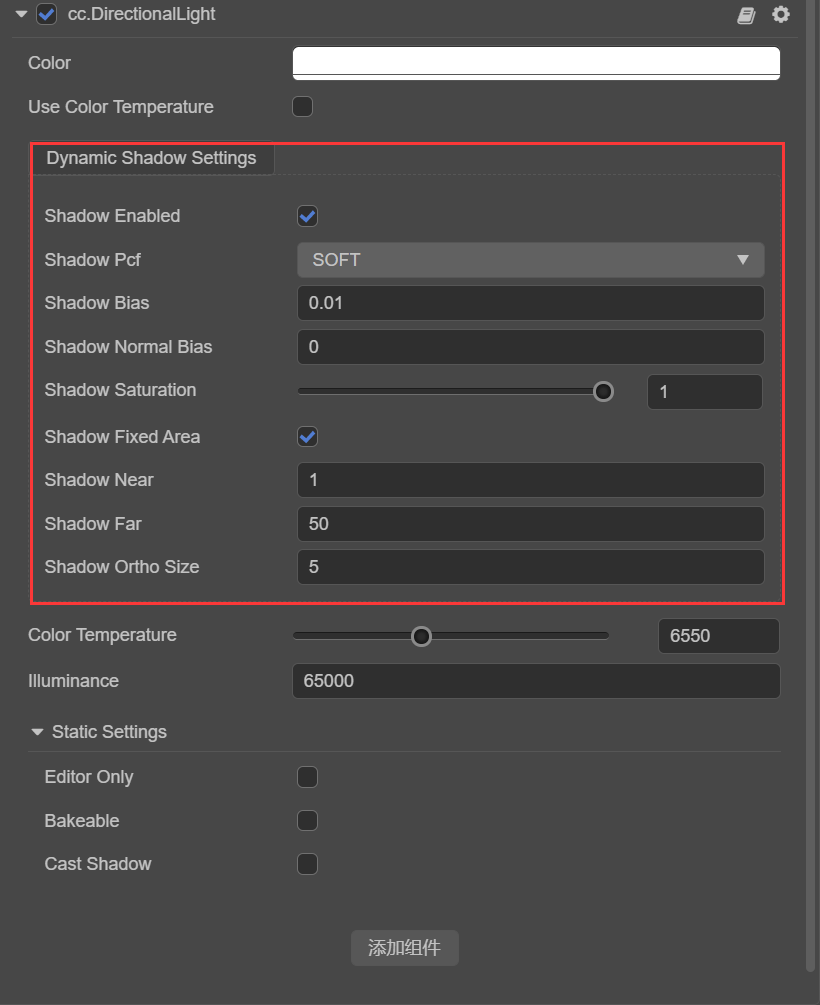 cc.DirectionalLight
Color
Use Color Temperature
Dynamic Shadow Settings
Shadow Enabled
Shadow Pcf SOFT
Shadow Bias 0.01
Shadow Normal Bias 0
Shadow Saturation 1
Shadow Fixed Area
Shadow Near 1
Shadow Far 50
Shadow Ortho Size 5
Color Temperature 6550
Illuminance 65000
Static Settings
Editor Only
Bakeable
Cast Shadow
添加组件